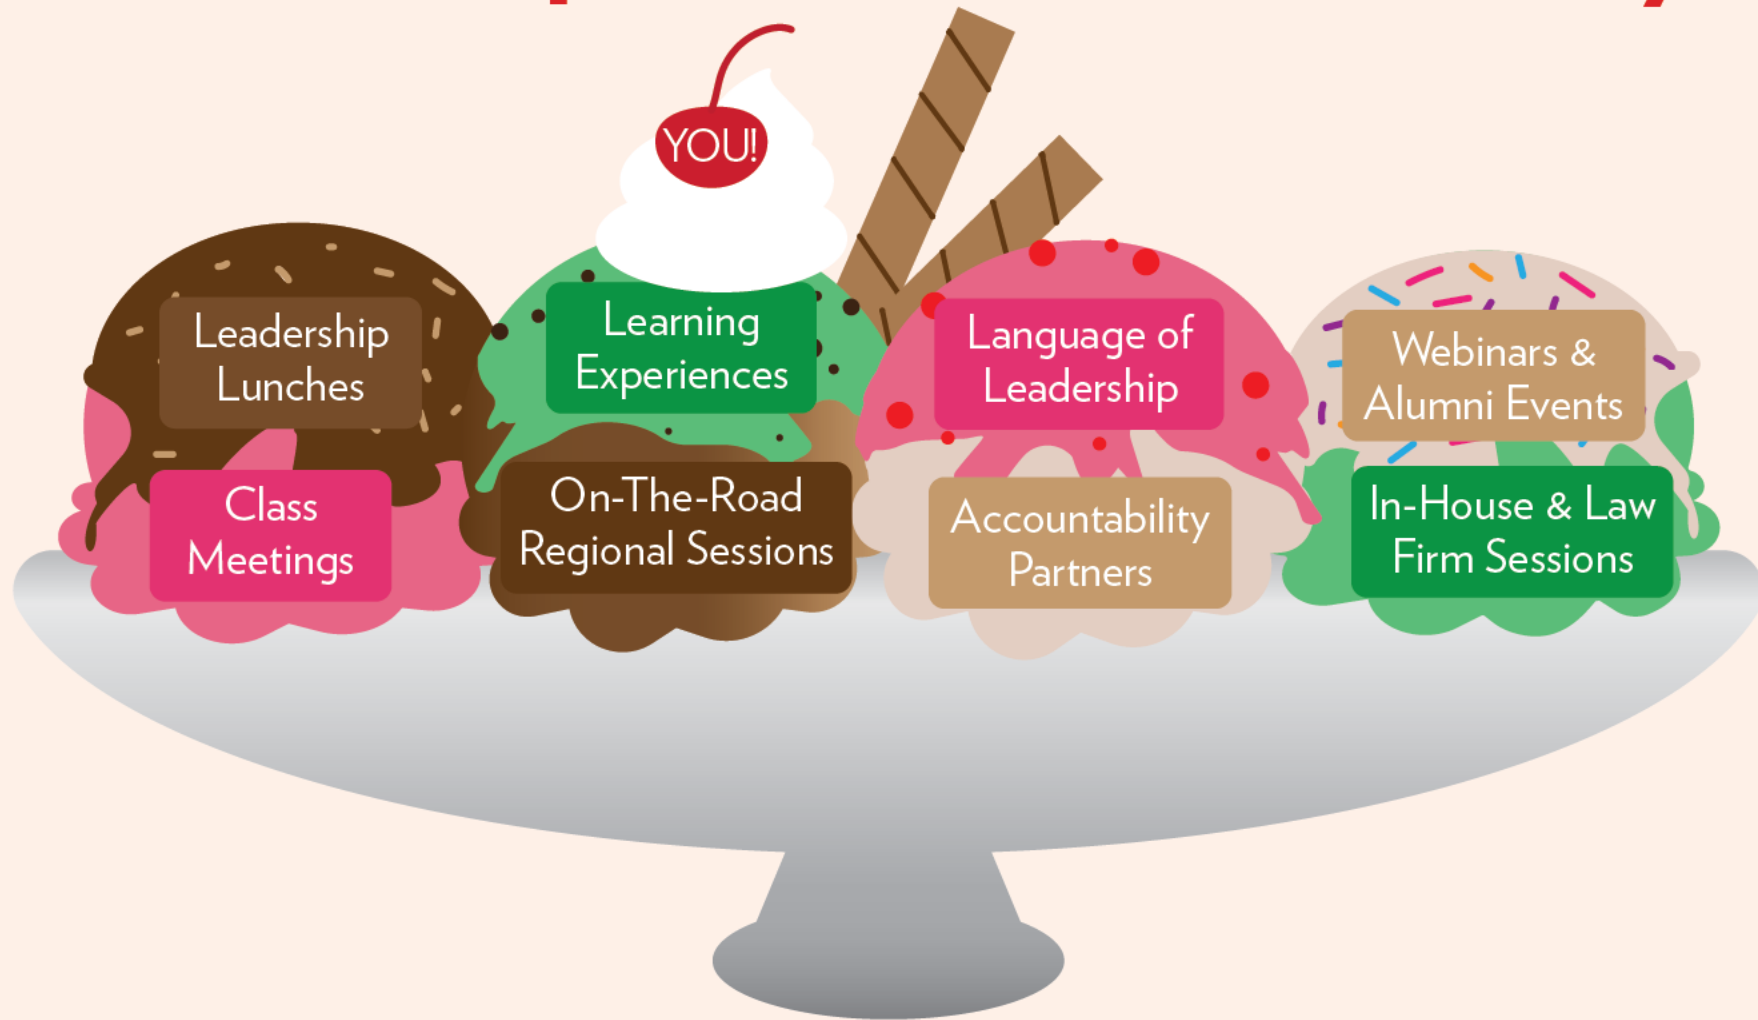 YOU!
Leadership
Lunches
Learning
Experiences
Language of
Leadership
Webinars &
Alumni Events
Class
Meetings
On-The-Road
Regional Sessions
Accountability
Partners
In-House & Law
Firm Sessions